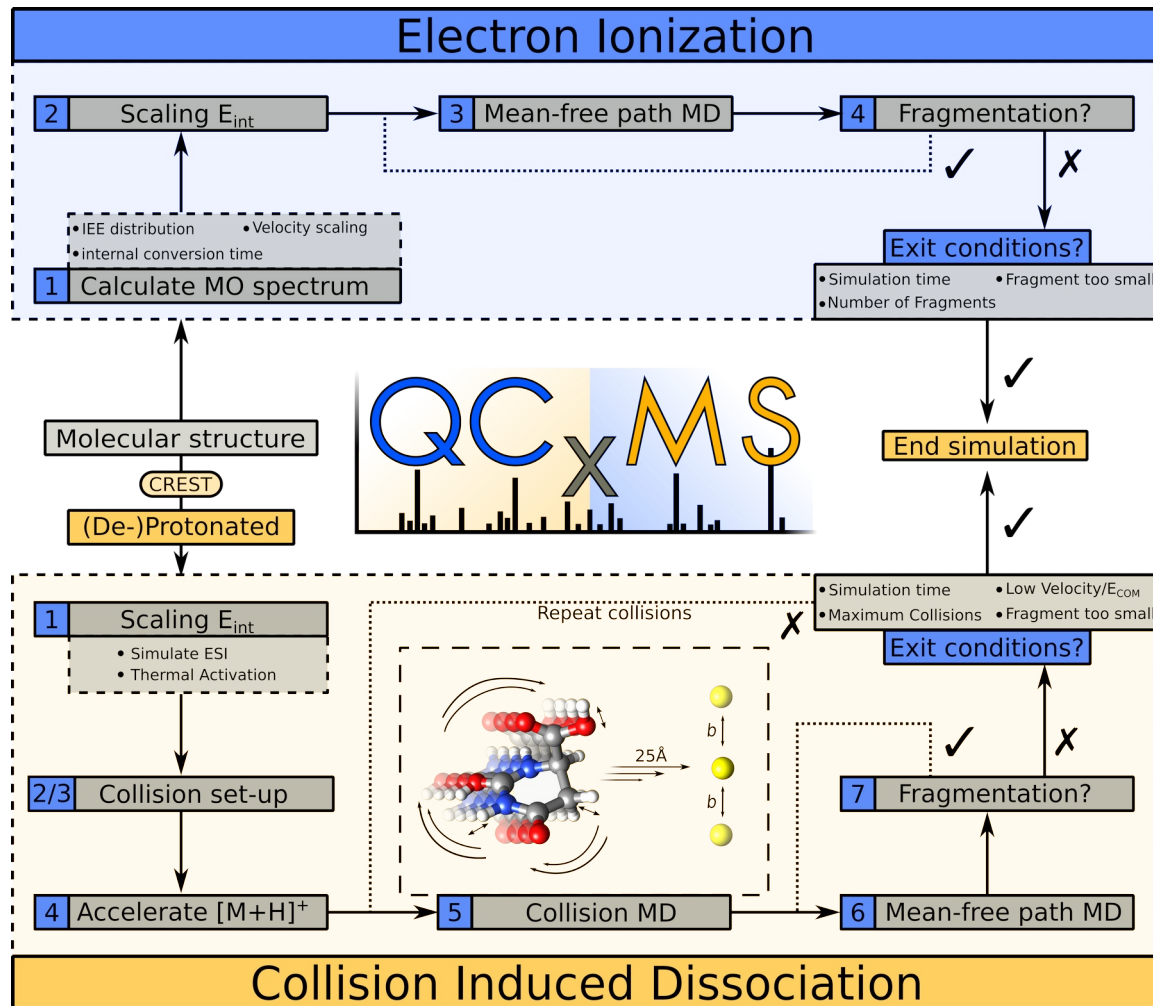 Electron Ionization
2 Scaling E_int
3 Mean-free path MD
4 Fragmentation?
✓
✗
• IEE distribution • Velocity scaling
• internal conversion time
1 Calculate MO spectrum
Exit conditions?
• Simulation time • Fragment too small
• Number of Fragments
✓
Molecular structure
CREST
(De-)Protonated
QCxMS
End simulation
✓
1 Scaling E_int
• Simulate ESI
• Thermal Activation
Repeat collisions
✗
• Simulation time • Low Velocity/E_COM
• Maximum Collisions • Fragment too small
Exit conditions?
b
25Å
b
✓
✗
2/3 Collision set-up
7 Fragmentation?
4 Accelerate [M+H]⁺
5 Collision MD
6 Mean-free path MD
Collision Induced Dissociation